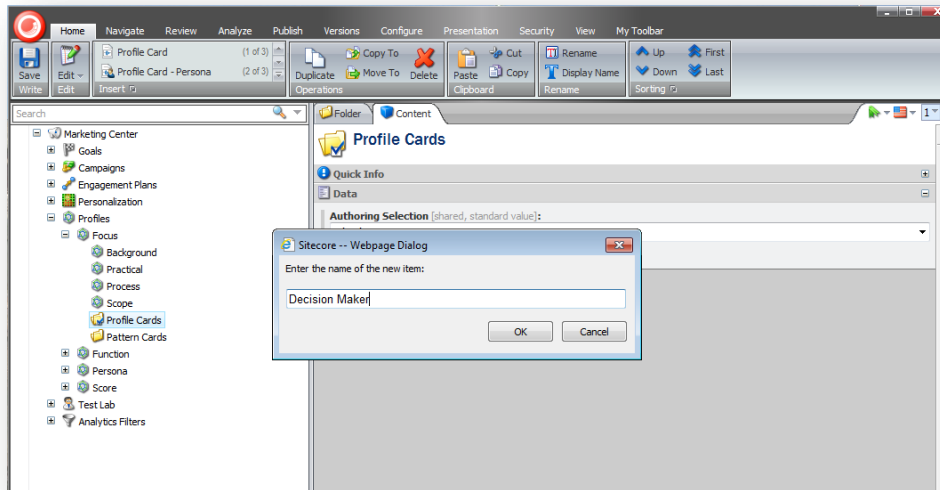 Home Navigate Review Analyze Publish Versions Configure Presentation Security View My Toolbar
Save
Write
Edit
Edit
Profile Card (1 of 3)
Profile Card - Persona (2 of 3)
Insert
Duplicate
Copy To
Move To
Delete
Operations
Paste
Cut
Copy
Clipboard
Rename
Display Name
Rename
Up
Down
First
Last
Sorting
Search
Marketing Center
Goals
Campaigns
Engagement Plans
Personalization
Profiles
Focus
Background
Practical
Process
Scope
Profile Cards
Pattern Cards
Function
Persona
Score
Test Lab
Analytics Filters
Folder Content
1
Profile Cards
Quick Info
Data
Authoring Selection [shared, standard value]:
Sitecore -- Webpage Dialog
Enter the name of the new item:
Decision Maker
OK Cancel